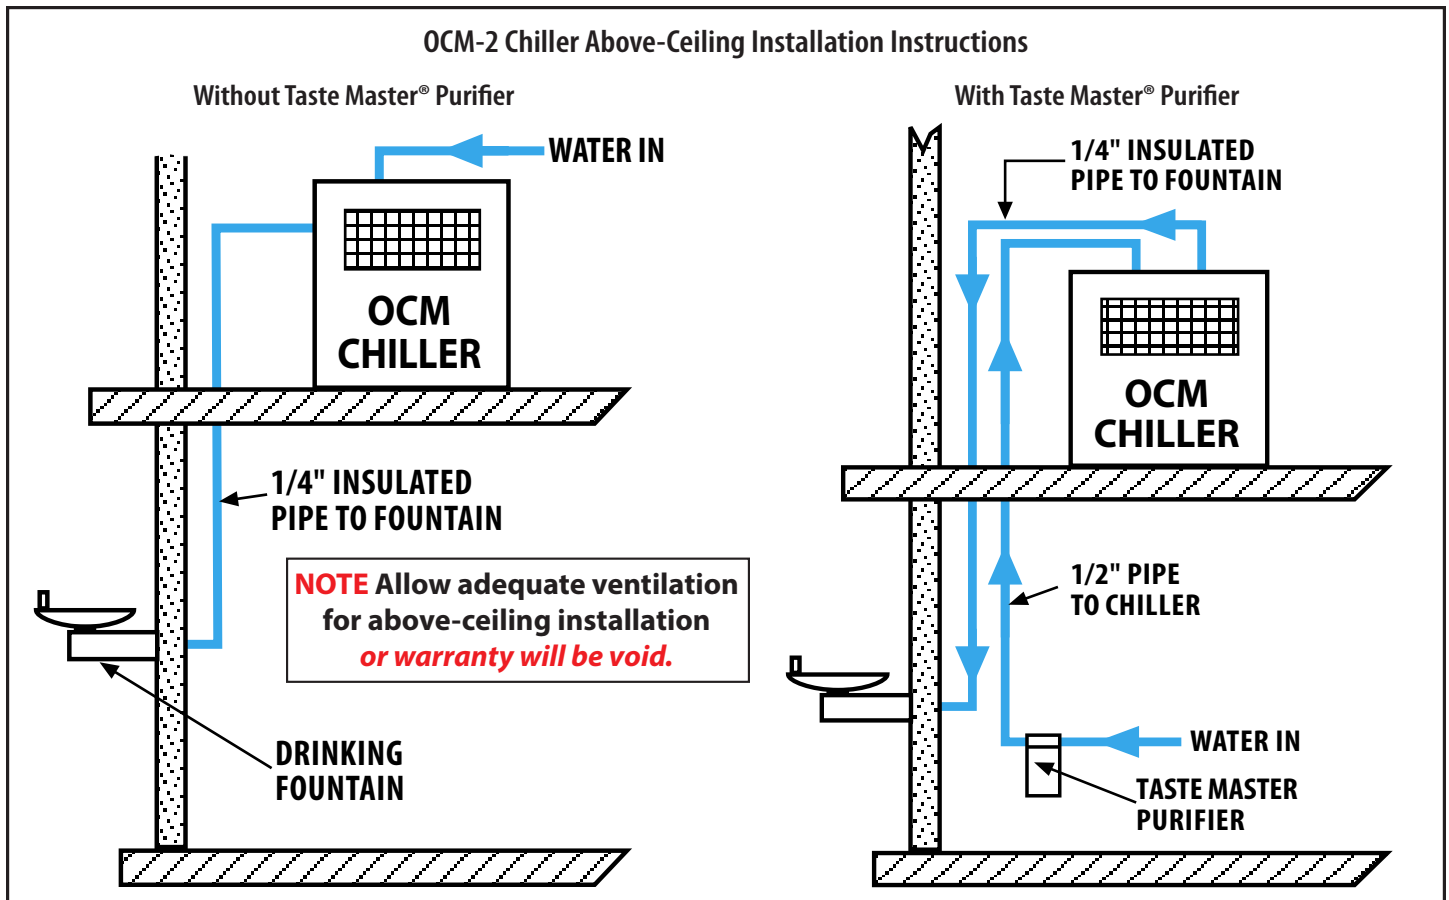 OCM-2 Chiller Above-Ceiling Installation Instructions
Without Taste Master® Purifier
WATER IN
OCM
CHILLER
1/4" INSULATED
PIPE TO FOUNTAIN
NOTE Allow adequate ventilation
for above-ceiling installation
or warranty will be void.
DRINKING
FOUNTAIN
With Taste Master® Purifier
1/4" INSULATED
PIPE TO FOUNTAIN
OCM
CHILLER
1/2" PIPE
TO CHILLER
WATER IN
TASTE MASTER
PURIFIER